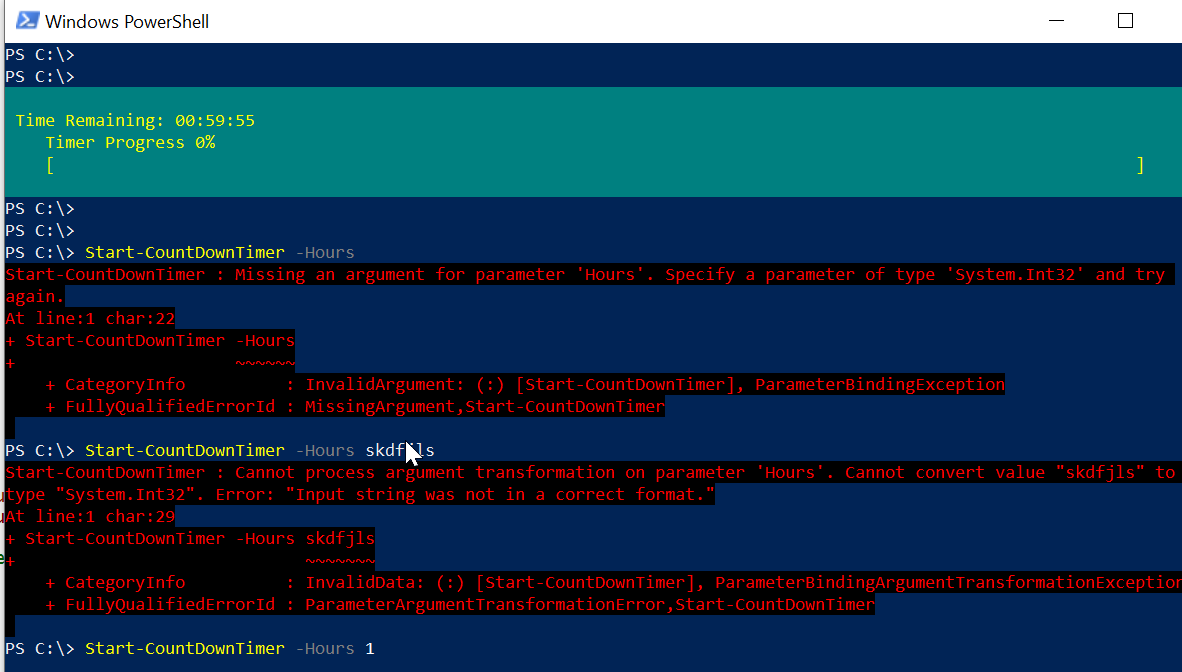 Windows PowerShell
PS C:\>
PS C:\>
Time Remaining: 00:59:55
Timer Progress 0%
[ ]
PS C:\>
PS C:\>
PS C:\> Start-CountDownTimer -Hours
Start-CountDownTimer : Missing an argument for parameter 'Hours'. Specify a parameter of type 'System.Int32' and try
again.
At line:1 char:22
+ Start-CountDownTimer -Hours
+ ~~~~~~
+ CategoryInfo : InvalidArgument: (:) [Start-CountDownTimer], ParameterBindingException
+ FullyQualifiedErrorId : MissingArgument,Start-CountDownTimer
PS C:\> Start-CountDownTimer -Hours skdfjls
Start-CountDownTimer : Cannot process argument transformation on parameter 'Hours'. Cannot convert value "skdfjls" to
type "System.Int32". Error: "Input string was not in a correct format."
At line:1 char:29
+ Start-CountDownTimer -Hours skdfjls
+ ~~~~~~~
+ CategoryInfo : InvalidData: (:) [Start-CountDownTimer], ParameterBindingArgumentTransformationException
+ FullyQualifiedErrorId : ParameterArgumentTransformationError,Start-CountDownTimer
PS C:\> Start-CountDownTimer -Hours 1